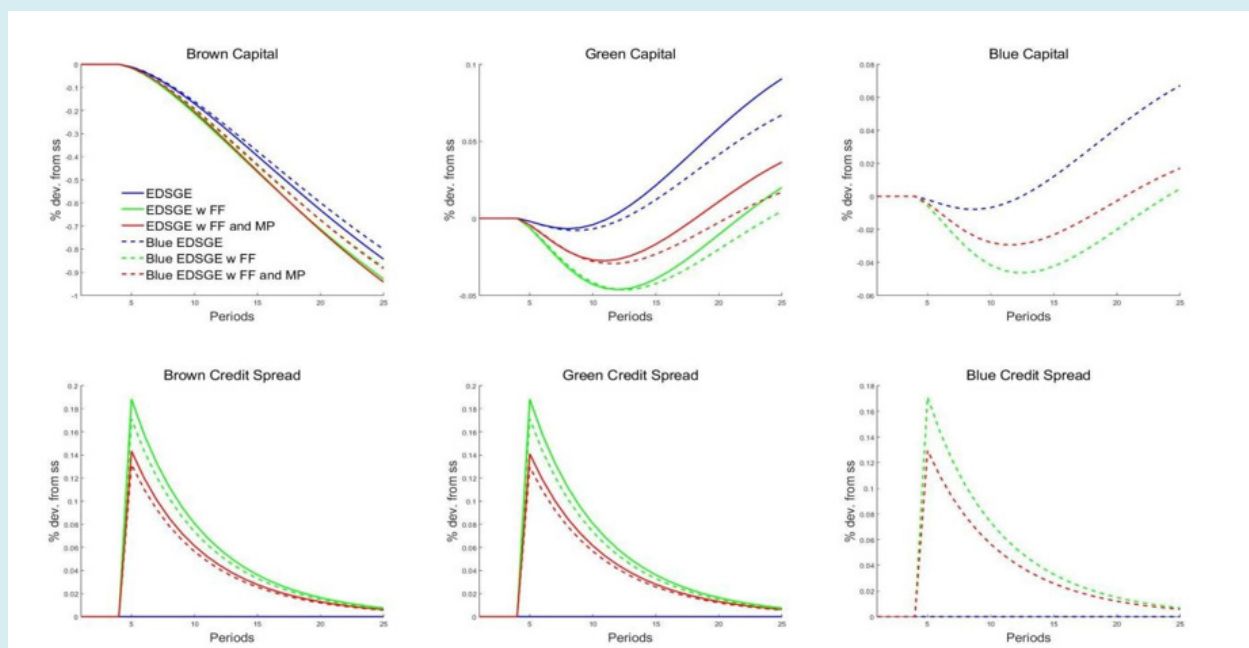 Brown Capital
0
-0.1
-0.2
-0.3
-0.4
-0.5
-0.6
-0.7
-0.8
-0.9
-1
% dev. from ss
EDSGE
EDSGE w FF
EDSGE w FF and MP
Blue EDSGE
Blue EDSGE w FF
Blue EDSGE w FF and MP
5 10 15 20 25
Periods
Green Capital
0.1
0.05
0
-0.05
% dev. from ss
5 10 15 20 25
Periods
Blue Capital
0.08
0.06
0.04
0.02
0
-0.02
-0.04
-0.06
% dev. from ss
5 10 15 20 25
Periods
Brown Credit Spread
0.2
0.18
0.16
0.14
0.12
0.1
0.08
0.06
0.04
0.02
0
% dev. from ss
5 10 15 20 25
Periods
Green Credit Spread
0.2
0.18
0.16
0.14
0.12
0.1
0.08
0.06
0.04
0.02
0
% dev. from ss
5 10 15 20 25
Periods
Blue Credit Spread
0.18
0.16
0.14
0.12
0.1
0.08
0.06
0.04
0.02
0
% dev. from ss
5 10 15 20 25
Periods